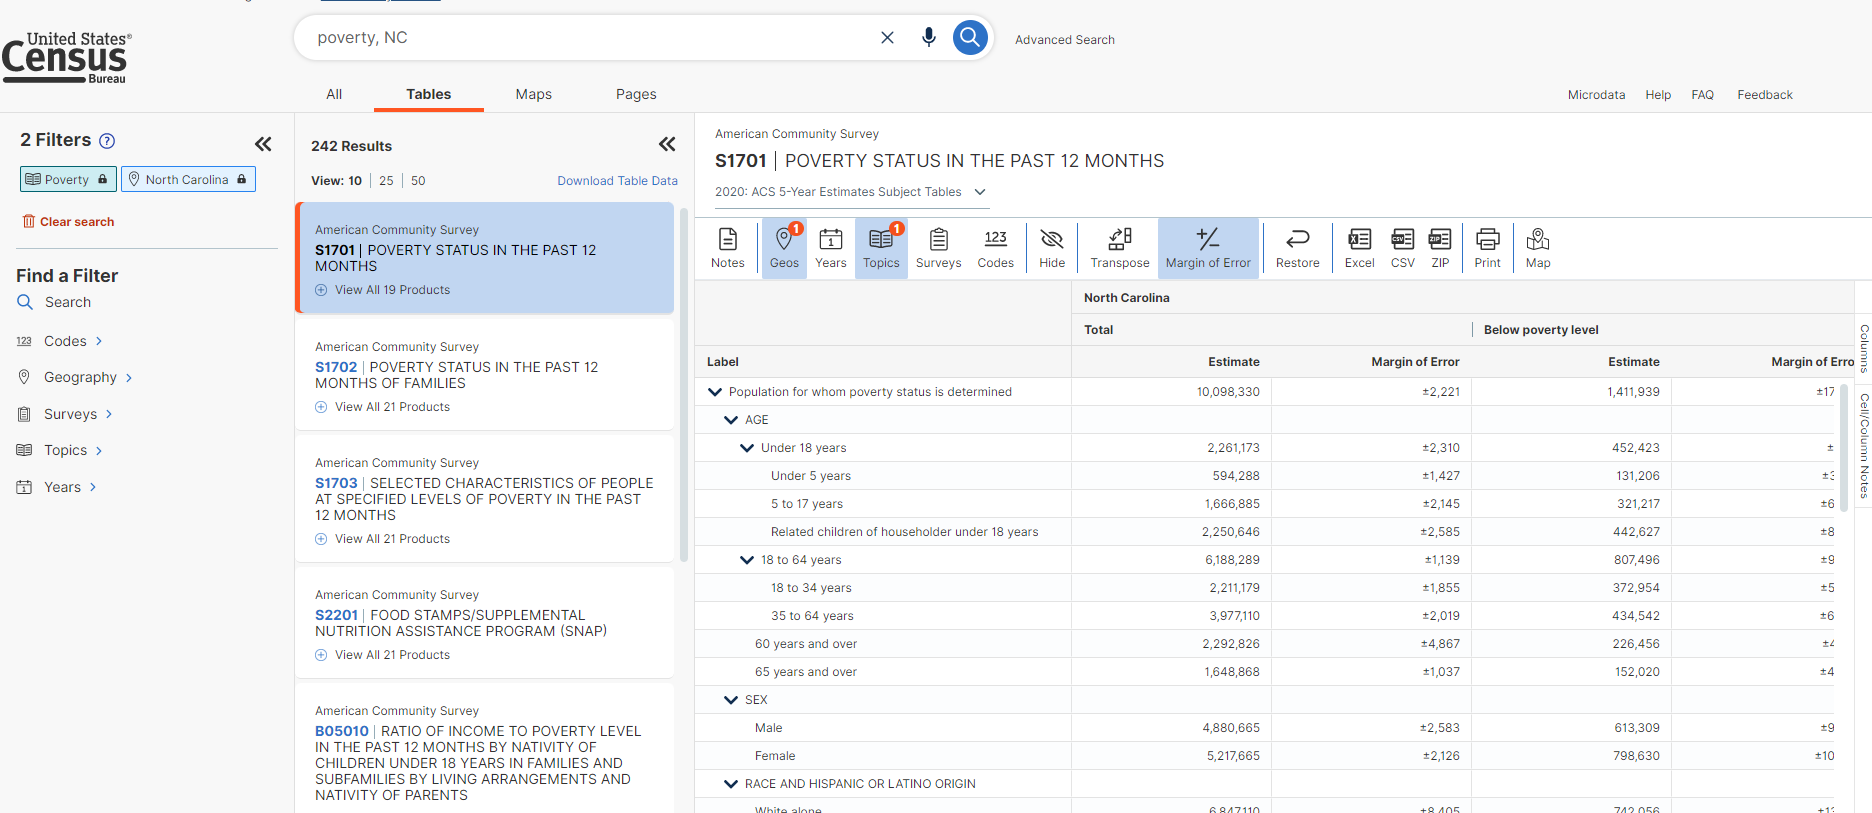 United States®
Census
Bureau
poverty, NC
Advanced Search
All
Tables
Maps
Pages
Microdata
Help
FAQ
Feedback
2 Filters
Poverty
North Carolina
Clear search
Find a Filter
Search
123 Codes
Geography
Surveys
Topics
Years
242 Results
View: 10 | 25 | 50
Download Table Data
American Community Survey
S1701 | POVERTY STATUS IN THE PAST 12
MONTHS
View All 19 Products
American Community Survey
S1702 | POVERTY STATUS IN THE PAST 12
MONTHS OF FAMILIES
View All 21 Products
American Community Survey
S1703 | SELECTED CHARACTERISTICS OF PEOPLE
AT SPECIFIED LEVELS OF POVERTY IN THE PAST
12 MONTHS
View All 21 Products
American Community Survey
S2201 | FOOD STAMPS/SUPPLEMENTAL
NUTRITION ASSISTANCE PROGRAM (SNAP)
View All 21 Products
American Community Survey
B05010 | RATIO OF INCOME TO POVERTY LEVEL
IN THE PAST 12 MONTHS BY NATIVITY OF
CHILDREN UNDER 18 YEARS IN FAMILIES AND
SUBFAMILIES BY LIVING ARRANGEMENTS AND
NATIVITY OF PARENTS
American Community Survey
S1701 | POVERTY STATUS IN THE PAST 12 MONTHS
2020: ACS 5-Year Estimates Subject Tables
Notes
1 Geos
1 Years
1 Topics
Surveys
123 Codes
Hide
Transpose
Margin of Error
Restore
Excel
CSV
ZIP
Print
Map
North Carolina
Total
Below poverty level
Label Estimate Margin of Error Estimate Margin of Erro
Population for whom poverty status is determined 10,098,330 ±2,221 1,411,939 ±17
AGE
Under 18 years 2,261,173 ±2,310 452,423 ±
Under 5 years 594,288 ±1,427 131,206 ±3
5 to 17 years 1,666,885 ±2,145 321,217 ±6
Related children of householder under 18 years 2,250,646 ±2,585 442,627 ±8
18 to 64 years 6,188,289 ±1,139 807,496 ±9
18 to 34 years 2,211,179 ±1,855 372,954 ±5
35 to 64 years 3,977,110 ±2,019 434,542 ±6
60 years and over 2,292,826 ±4,867 226,456 ±4
65 years and over 1,648,868 ±1,037 152,020 ±4
SEX
Male 4,880,665 ±2,583 613,309 ±9
Female 5,217,665 ±2,126 798,630 ±10
RACE AND HISPANIC OR LATINO ORIGIN
White alone 6,847,110 ±8,405 742,056
Columns
Cell/Column Notes